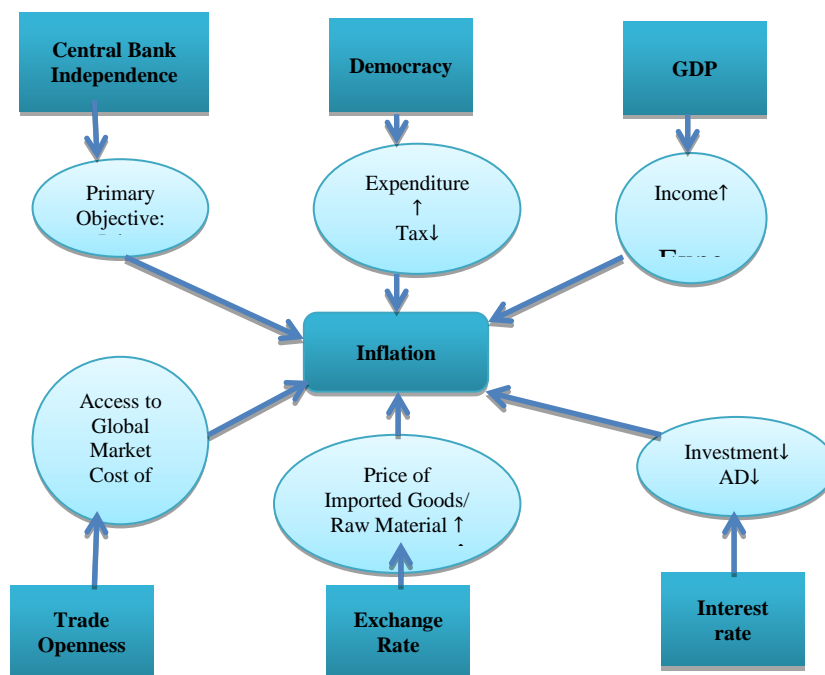 Central Bank
Independence
Democracy
GDP
Primary
Objective:
Expenditure
↑
Tax↓
Income↑
Inflation
Access to
Global
Market
Cost of
Price of
Imported Goods/
Raw Material ↑
Investment↓
AD↓
Trade
Openness
Exchange
Rate
Interest
rate